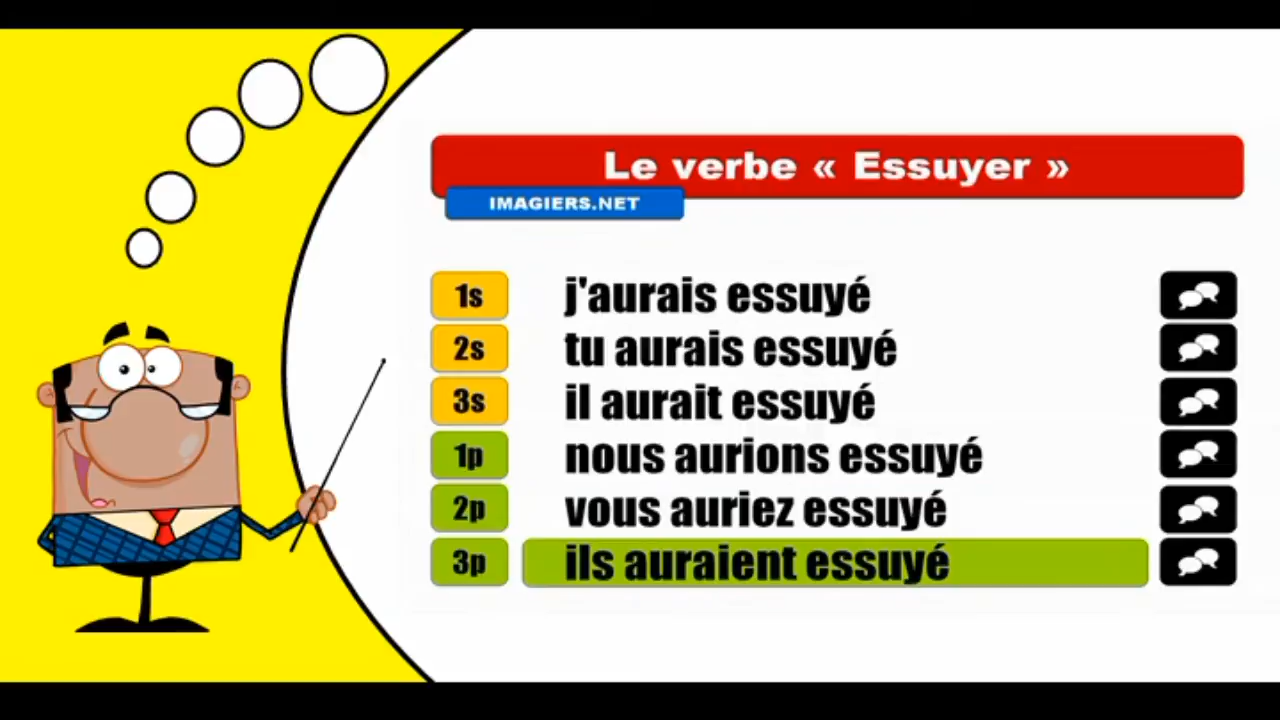 Le verbe « Essuyer »
IMAGIERS.NET
1s j'aurais essuyé
2s tu aurais essuyé
3s il aurait essuyé
1p nous aurions essuyé
2p vous auriez essuyé
3p ils auraient essuyé